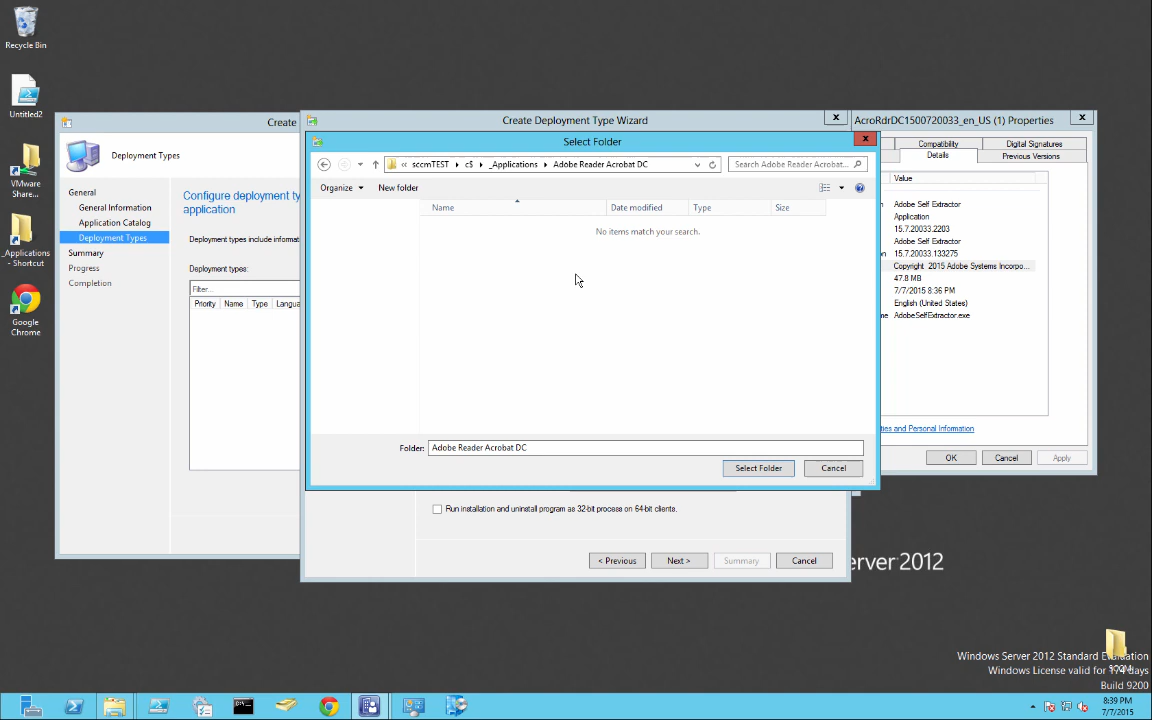 Recycle Bin
Untitled2
VMware
Share...
_Applications
- Shortcut
Google
Chrome
Create
Deployment Types
General
General Information
Application Catalog
Deployment Types
Summary
Progress
Completion
Configure deployment ty
application
Deployment types include informat
Deployment types:
Filter...
Priority Name Type Langua
Create Deployment Type Wizard
x
Select Folder
x
« sccmTEST c$ _Applications Adobe Reader Acrobat DC
Search Adobe Reader Acrobat...
Organize
New folder
Name Date modified Type Size
No items match your search.
Folder: Adobe Reader Acrobat DC
Select Folder Cancel
Run installation and uninstall program as 32-bit process on 64-bit clients.
< Previous Next > Summary Cancel
AcroRdrDC1500720033_en_US (1) Properties
x
Compatibility Digital Signatures
Details Previous Versions
Value
Adobe Self Extractor
Application
15.7.20033.2203
Adobe Self Extractor
15.7.20033.133275
Copyright 2015 Adobe Systems Incorpo...
47.8 MB
7/7/2015 8:36 PM
English (United States)
AdobeSelfExtractor.exe
ties and Personal Information
OK Cancel Apply
erver 2012
Windows Server 2012 Standard Evaluation
Windows License valid for 174 days
Build 9200
8:39 PM
7/7/2015